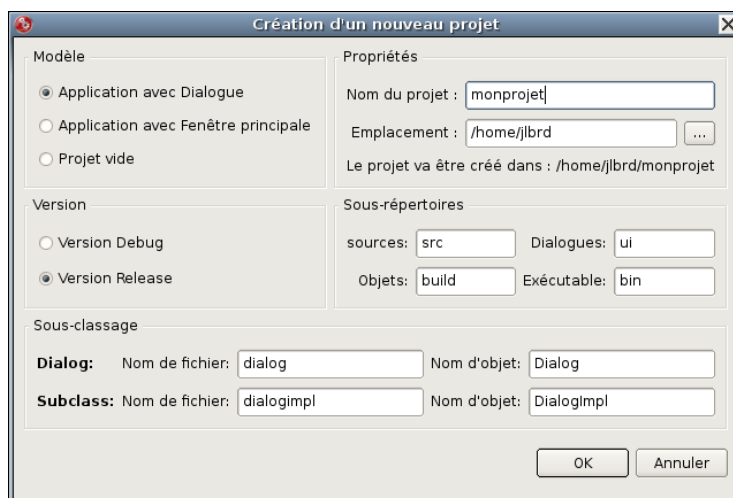 Création d'un nouveau projet
Modèle
Application avec Dialogue
Application avec Fenêtre principale
Projet vide
Propriétés
Nom du projet : monprojet
Emplacement : /home/jlbrd ...
Le projet va être créé dans : /home/jlbrd/monprojet
Version
Version Debug
Version Release
Sous-répertoires
sources: src Dialogues: ui
Objets: build Exécutable: bin
Sous-classage
Dialog: Nom de fichier: dialog Nom d'objet: Dialog
Subclass: Nom de fichier: dialogimpl Nom d'objet: DialogImpl
OK Annuler